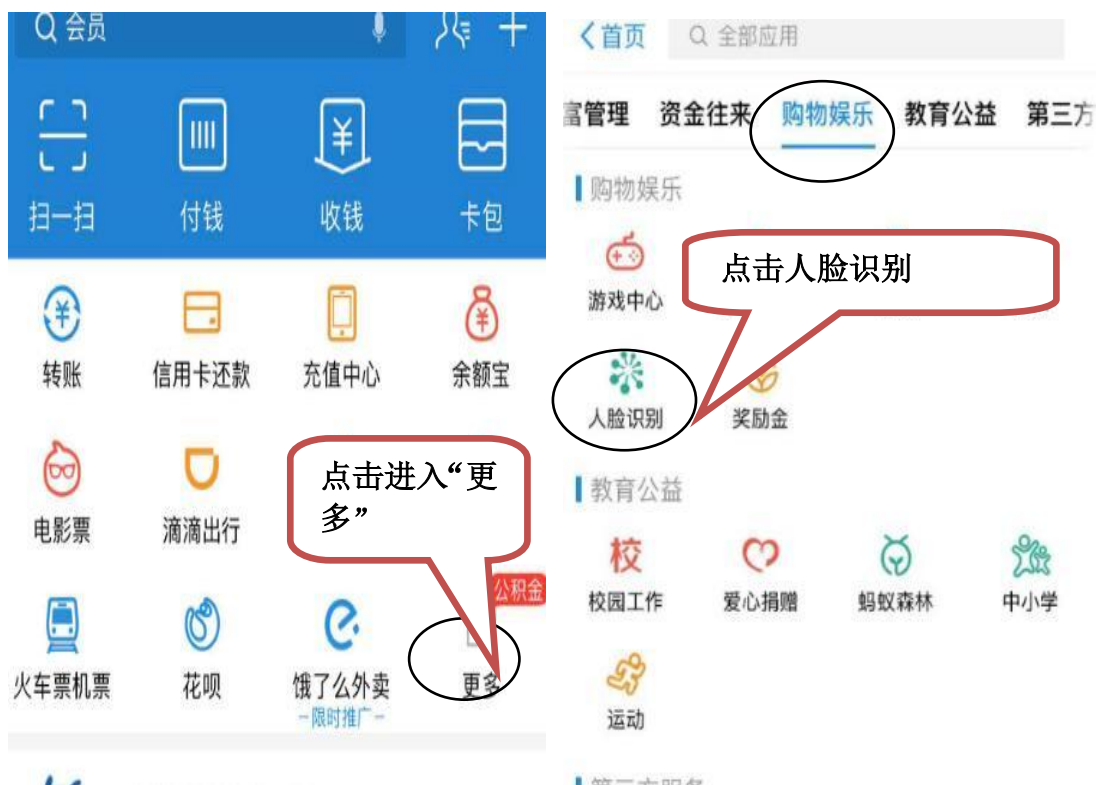 会员
扫一扫 付钱 收钱 卡包
转账 信用卡还款 充值中心 余额宝
电影票 滴滴出行
点击进入“更
多”
公积金
火车票机票 花呗 饿了么外卖 更多
-限时推广-
首页 全部应用
富管理 资金往来 购物娱乐 教育公益 第三方
购物娱乐
游戏中心
点击人脸识别
人脸识别 奖励金
教育公益
校
校园工作 爱心捐赠 蚂蚁森林 中小学
运动
第三方服务